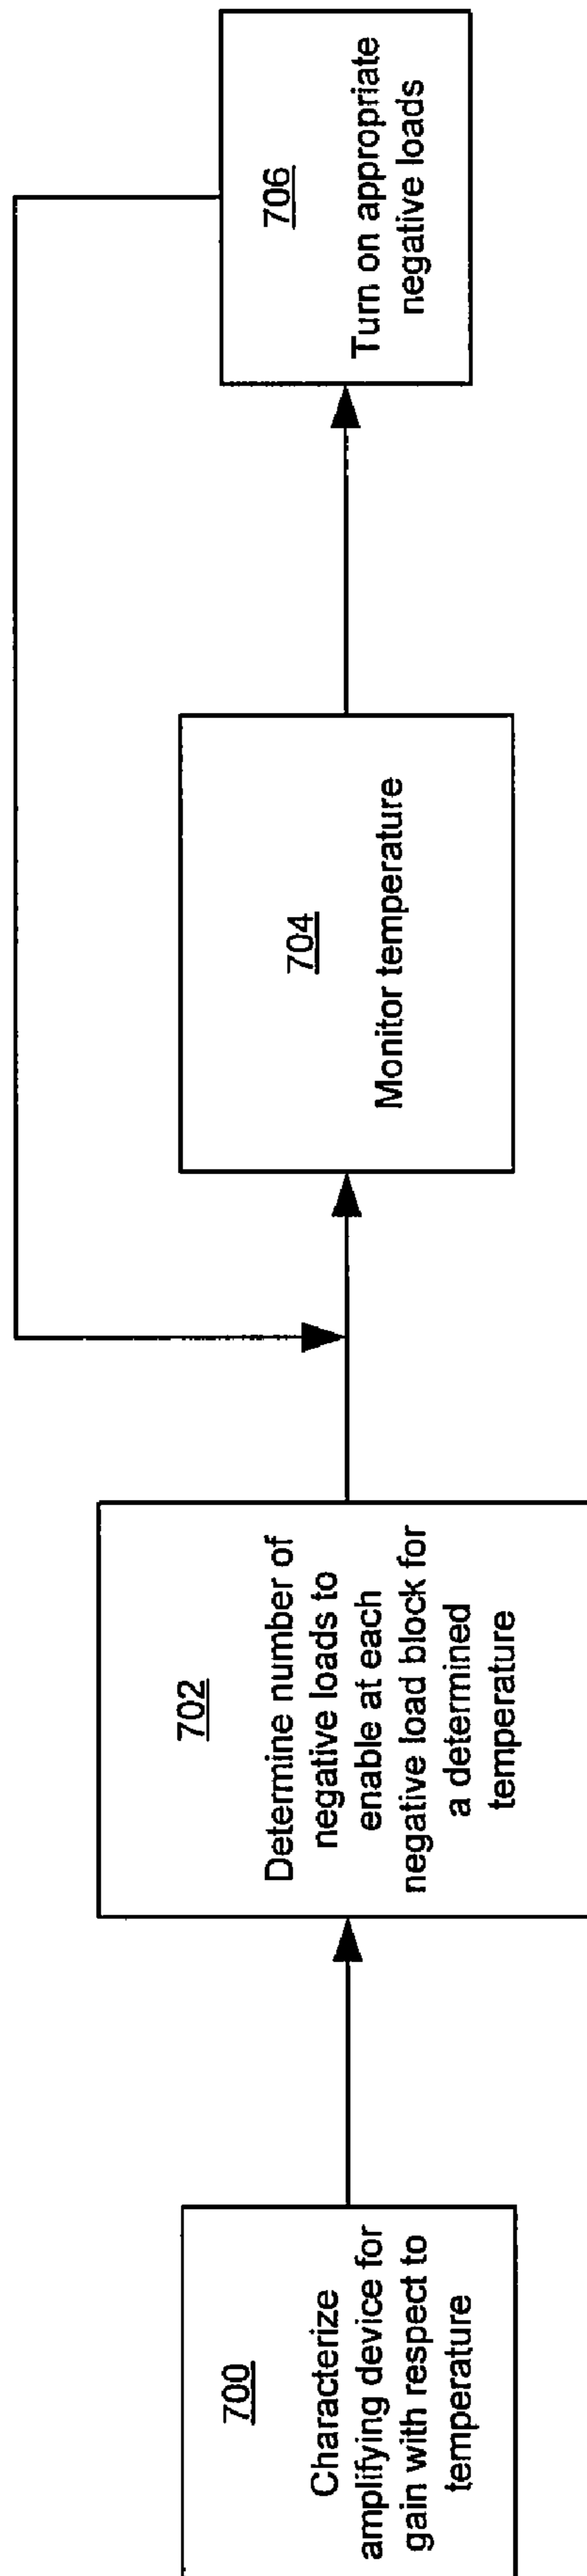 700
Characterize
amplifying device for
gain with respect to
temperature
702
Determine number of
negative loads to
enable at each
negative load block for
a determined
temperature
704
Monitor temperature
706
Turn on appropriate
negative loads